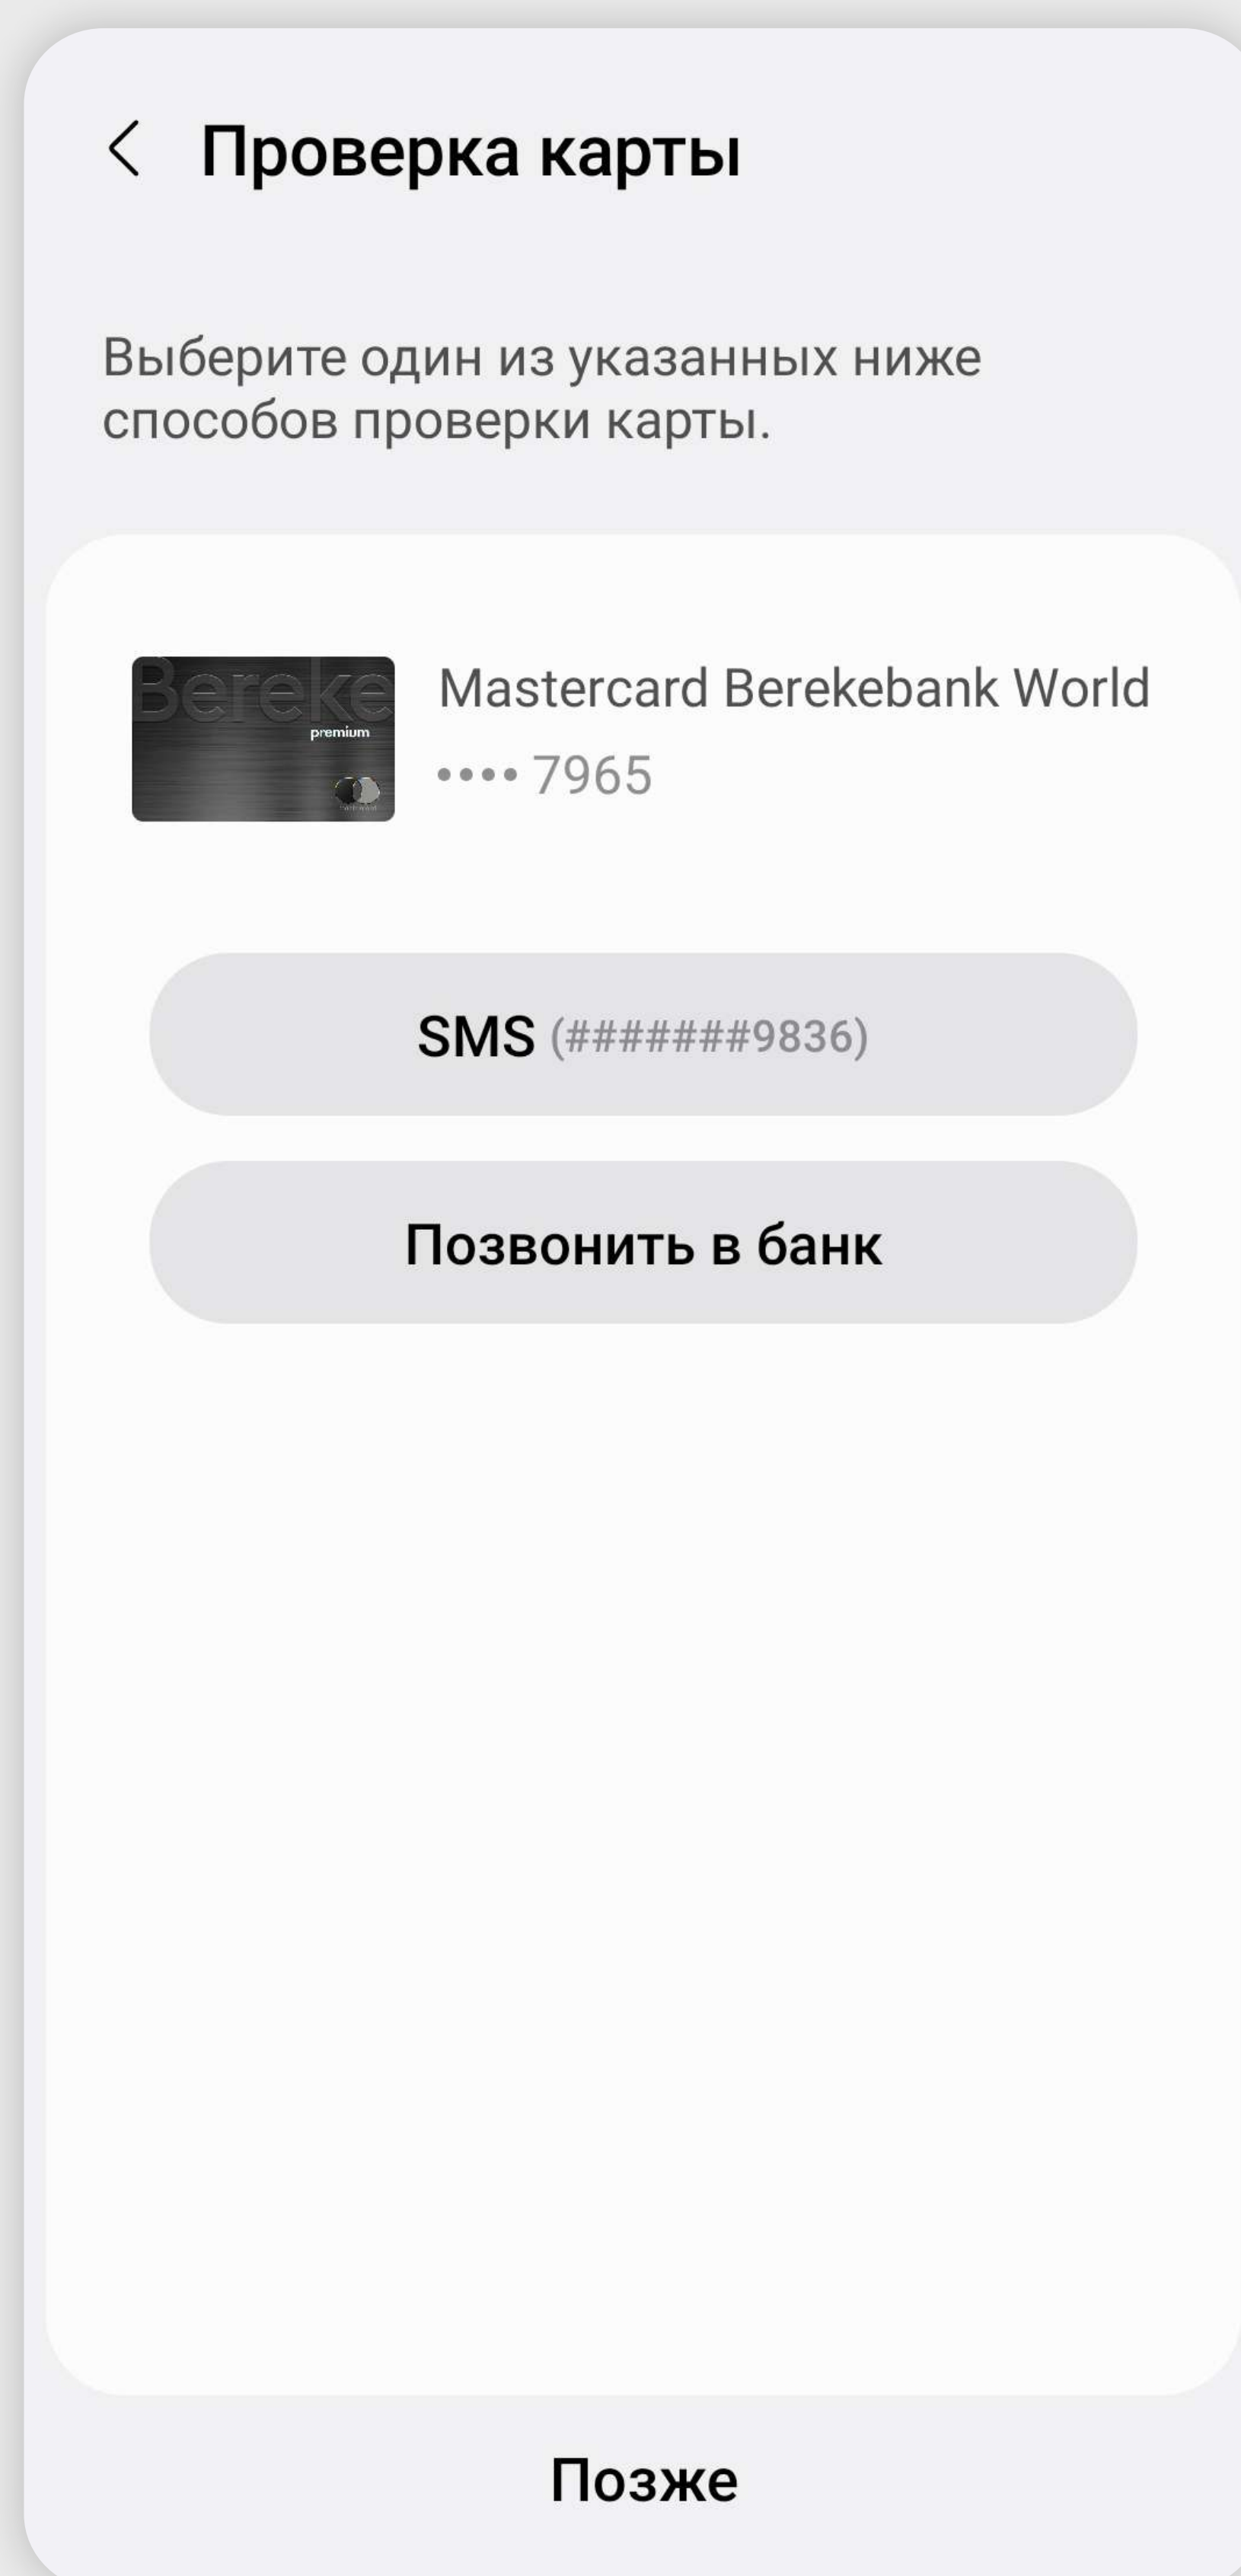 Проверка карты
Выберите один из указанных ниже
способов проверки карты.
Bereke
premium
Mastercard Berekebank World
•••• 7965
SMS (#######9836)
Позвонить в банк
Позже